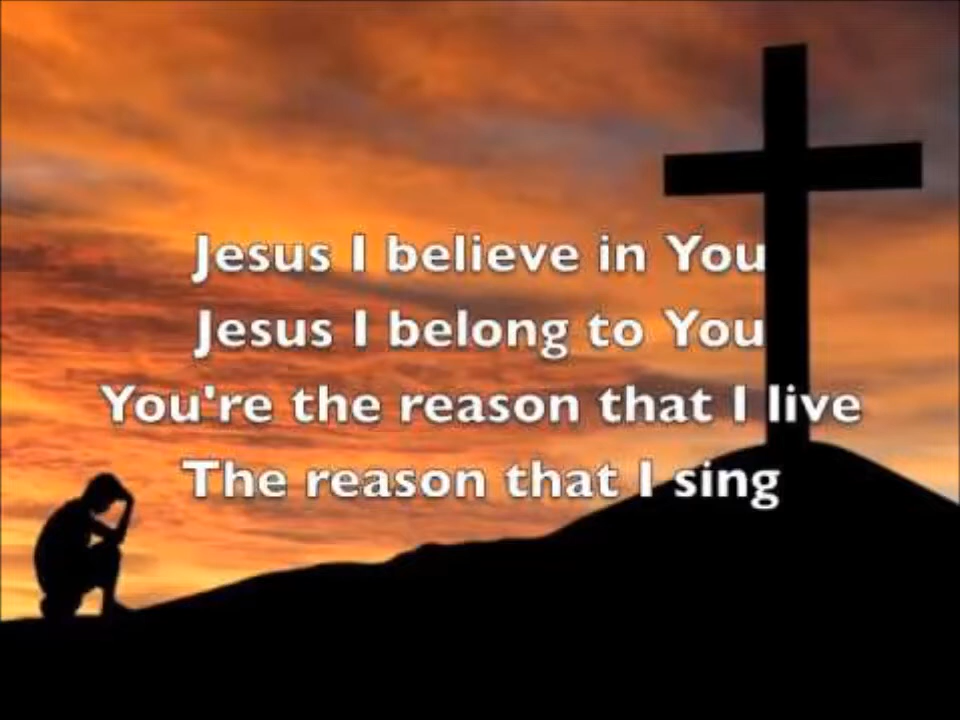 Jesus I believe in You
Jesus I belong to You
You're the reason that I live
The reason that I sing